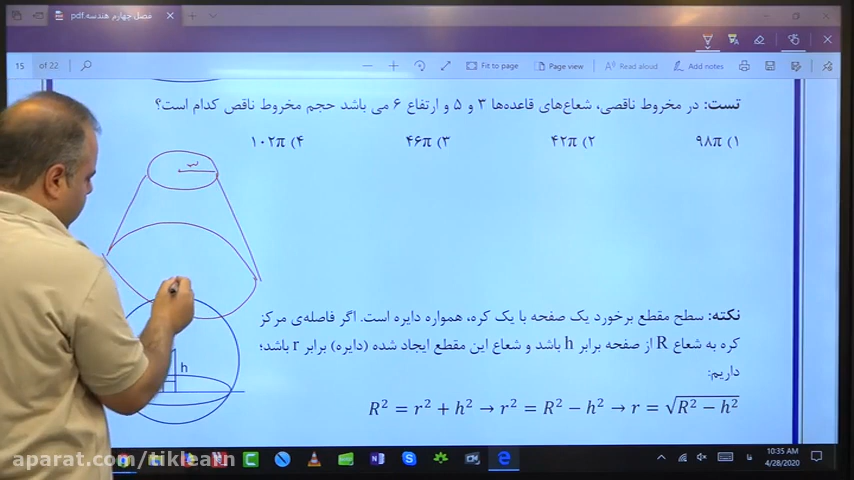 فصل چهارم هندسه.pdf
15 of 22
Fit to page
Page view
Read aloud
Add notes
تست: در مخروط ناقصی، شعاع‌های قاعده‌ها ۳ و ۵ و ارتفاع ۶ می باشد حجم مخروط ناقص کدام است؟
۱) ۹۸π ۲) ۴۲π ۳) ۴۶π ۴) ۱۰۲π
۳
نکته: سطح مقطع برخورد یک صفحه با یک کره، همواره دایره است. اگر فاصله‌ی مرکز
کره به شعاع R از صفحه برابر h باشد و شعاع این مقطع ایجاد شده (دایره) برابر r باشد؛
داریم:
h
R² = r² + h² → r² = R² − h² → r = √(R² − h²)
10:35 AM
4/28/2020
aparat.com/tiklearn